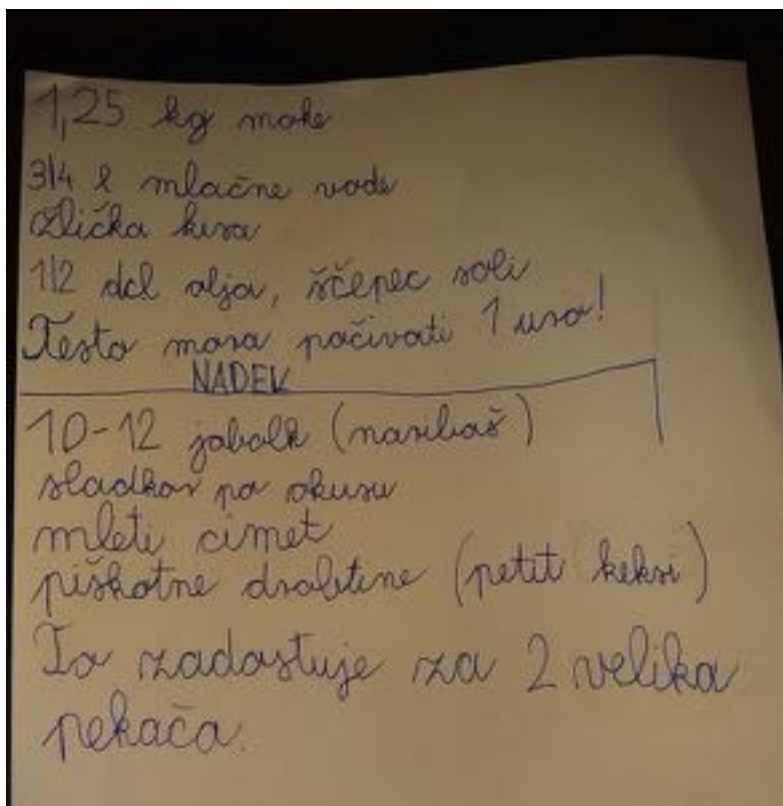 1,25 kg moke
3/4 l mlačne vode
žlička kisa
1/2 dcl olja, ščepec soli
Testo mora počivati 1 uro!
NADEV
10-12 jabolk (naribaš)
sladkor po okusu
mleti cimet
piškotne drobtine (petit keksi)
To zadostuje za 2 velika
pekača.